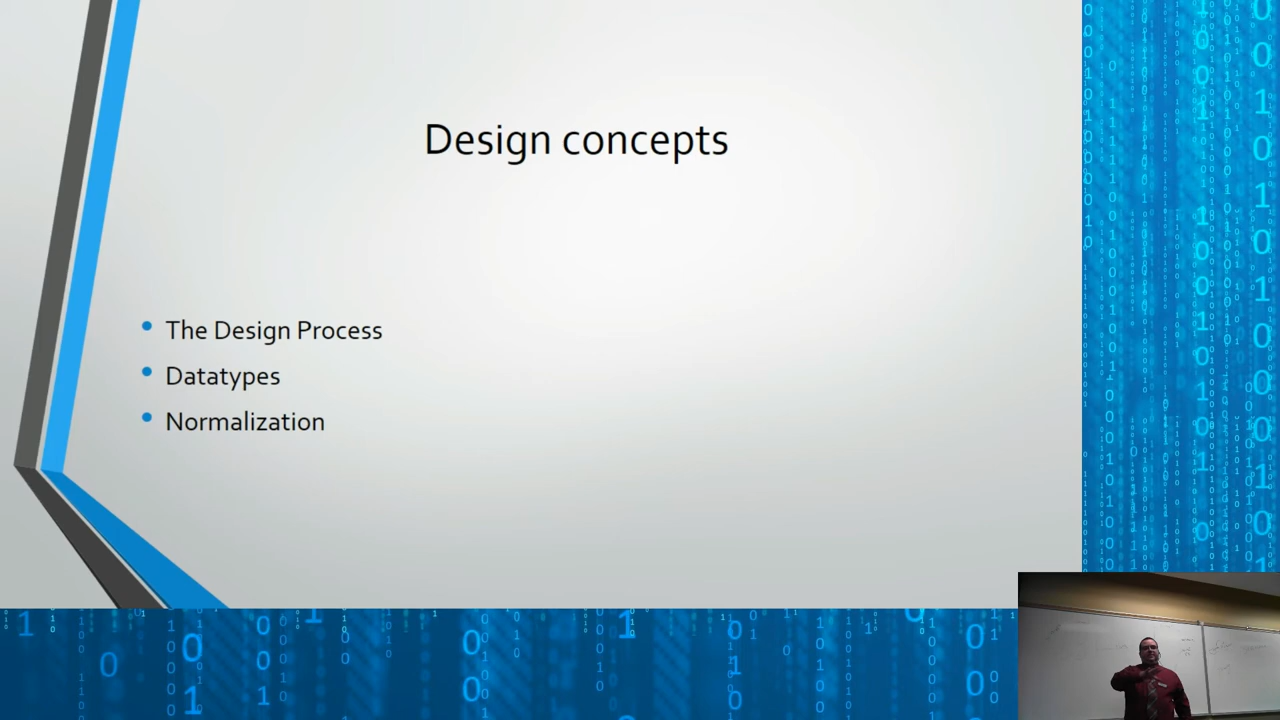 Design concepts
The Design Process
Datatypes
Normalization